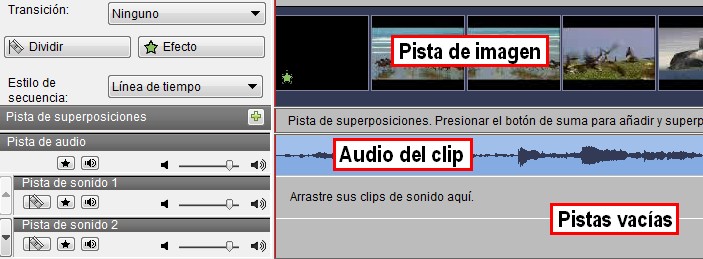 Transición:
Ninguno
Dividir
Efecto
Estilo de
secuencia:
Línea de tiempo
Pista de imagen
Pista de superposiciones
Pista de superposiciones. Presionar el botón de suma para añadir y superp
Pista de audio
Audio del clip
Pista de sonido 1
Arrastre sus clips de sonido aquí.
Pistas vacías
Pista de sonido 2